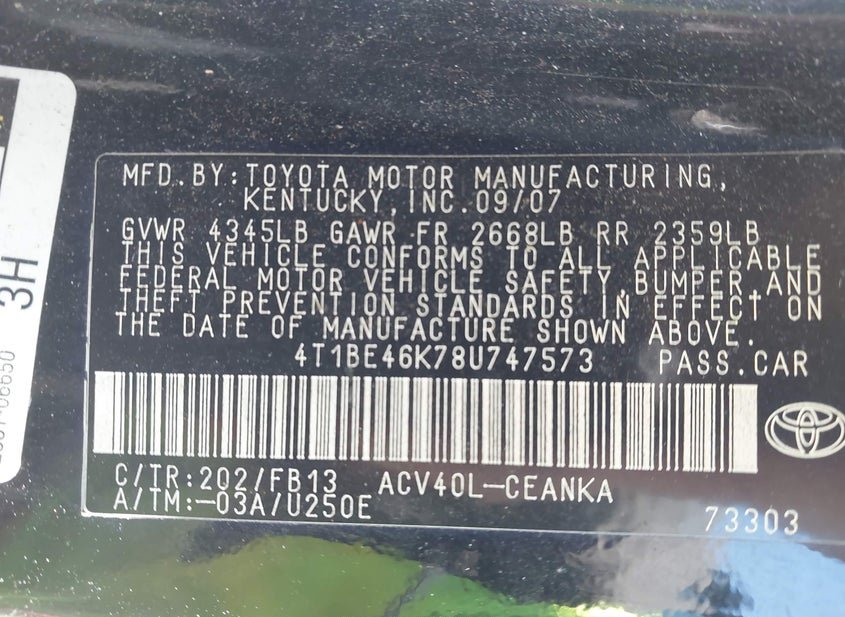 MFD.BY:TOYOTA MOTOR MANUFACTURING,
KENTUCKY,INC.09/07
GVWR 4345LB GAWR FR 2668LB RR 2359LB
THIS VEHICLE CONFORMS TO ALL APPLICABLE
FEDERAL MOTOR VEHICLE SAFETY,BUMPER,AND
THEFT PREVENTION STANDARDS IN EFFECT ON
THE DATE OF MANUFACTURE SHOWN ABOVE.
4T1BE46K78U747573 PASS.CAR
C/TR:202/FB13 ACV40L-CEANKA
A/TM:-03A/U250E
73303
3H